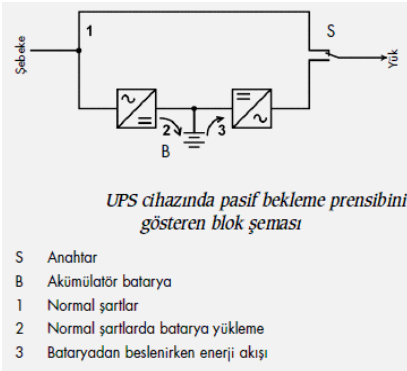 1
S
Şebeke
Yük
2
3
B
UPS cihazında pasif bekleme prensibini
gösteren blok şeması
S Anahtar
B Akümülatör batarya
1 Normal şartlar
2 Normal şartlarda batarya yükleme
3 Bataryadan beslenirken enerji akışı